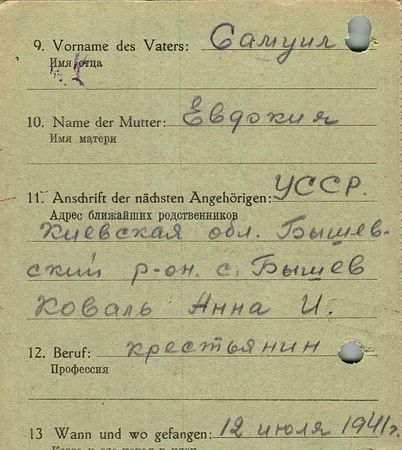 9. Vorname des Vaters: Самуил
Имя отца
10. Name der Mutter: Евдокия
Имя матери
11. Anschrift der nächsten Angehörigen: УССР.
Адрес ближайших родственников
Киевская обл. Бышев-
ский р-он. с. Бышев
Коваль Анна И.
12. Beruf: крестьянин
Профессия
13 Wann und wo gefangen: 12 июля 1941г.